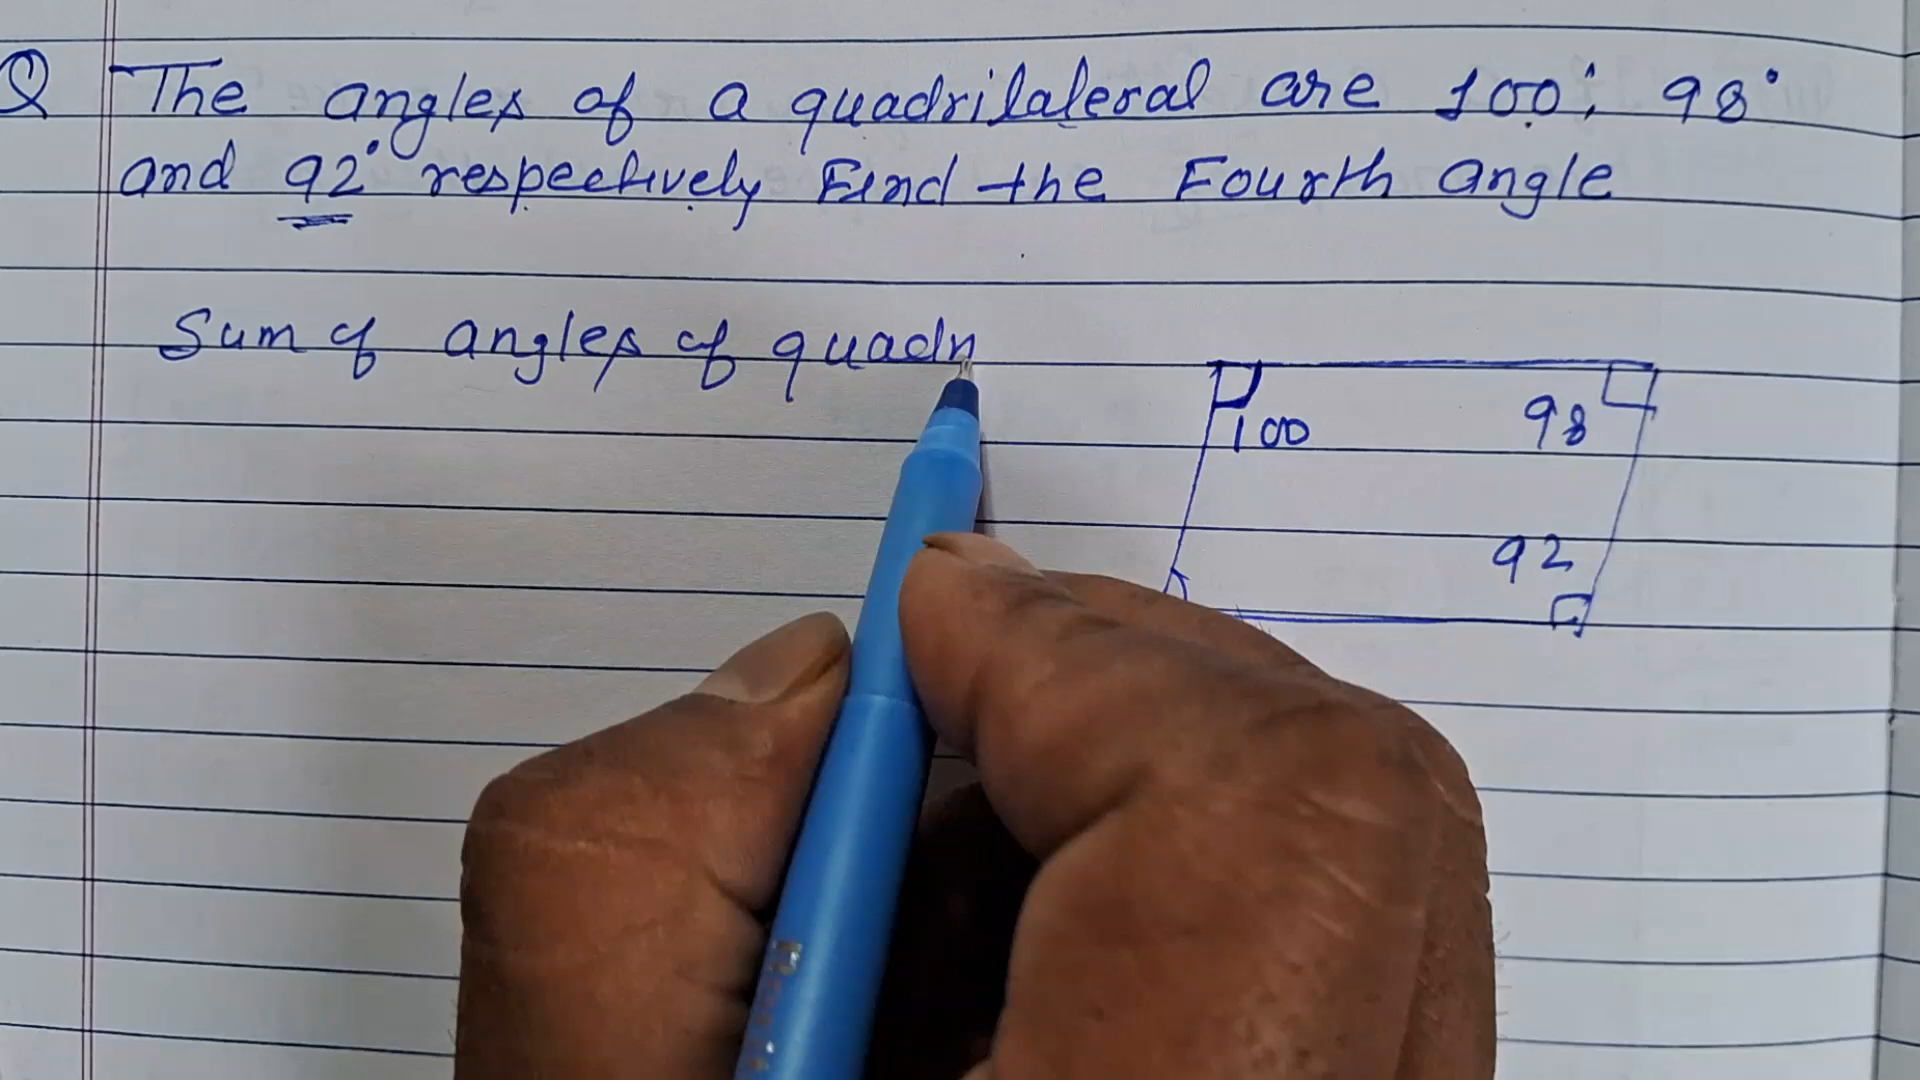 Q The angles of a quadrilateral are 100°, 98°
and 92° respectively Find the Fourth angle
Sum of angles of quadri
100
98
92